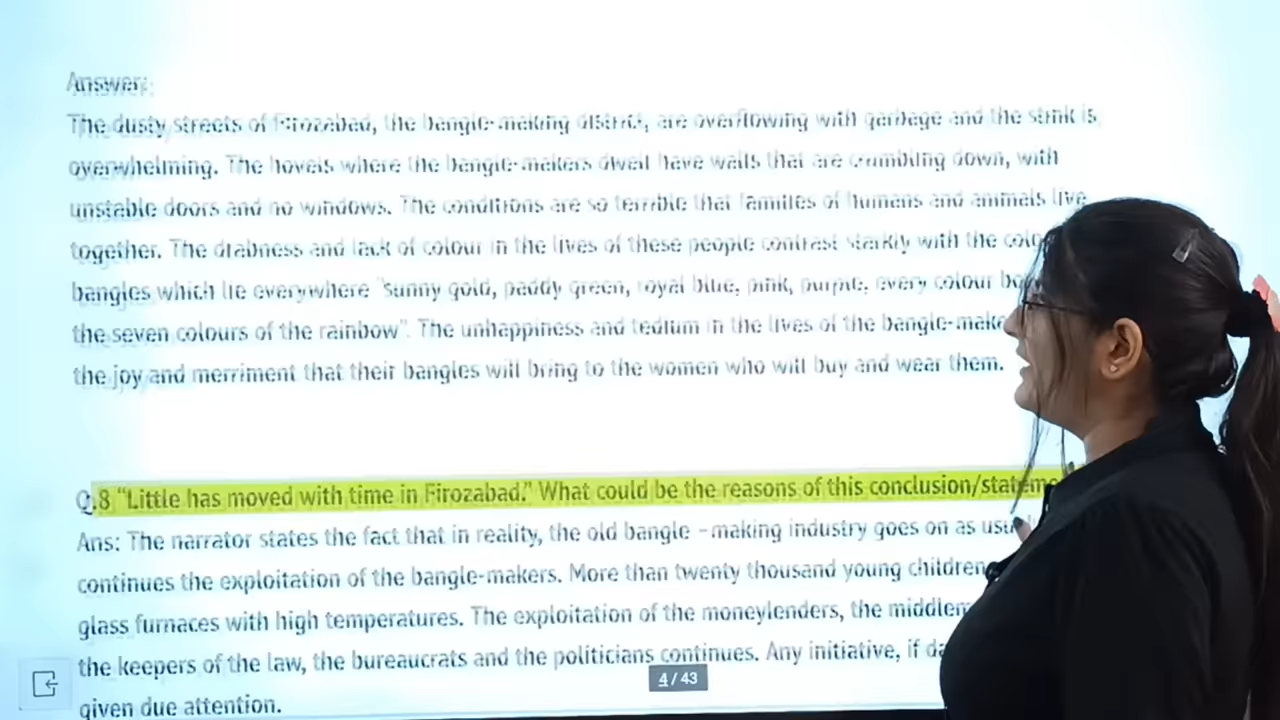 Answer:
The dusty streets of Firozabad, the bangle-making district, are overflowing with garbage and the stink is
overwhelming. The hovels where the bangle-makers dwell have walls that are crumbling down, with
unstable doors and no windows. The conditions are so terrible that families of humans and animals live
together. The drabness and lack of colour in the lives of these people contrast starkly with the
bangles which lie everywhere "sunny gold, paddy green, royal blue, pink, purple, every colour
the seven colours of the rainbow". The unhappiness and tedium in the lives of the
the joy and merriment that their bangles will bring to the women who will buy and wear them.
Q.8 "Little has moved with time in Firozabad." What could be the reasons of this
Ans: The narrator states the fact that in reality, the old bangle –making industry goes on as
continues the exploitation of the bangle-makers. More than twenty thousand young children
glass furnaces with high temperatures. The exploitation of the moneylenders, the
the keepers of the law, the bureaucrats and the politicians continues. Any initiative, if
given due attention.
4 / 43